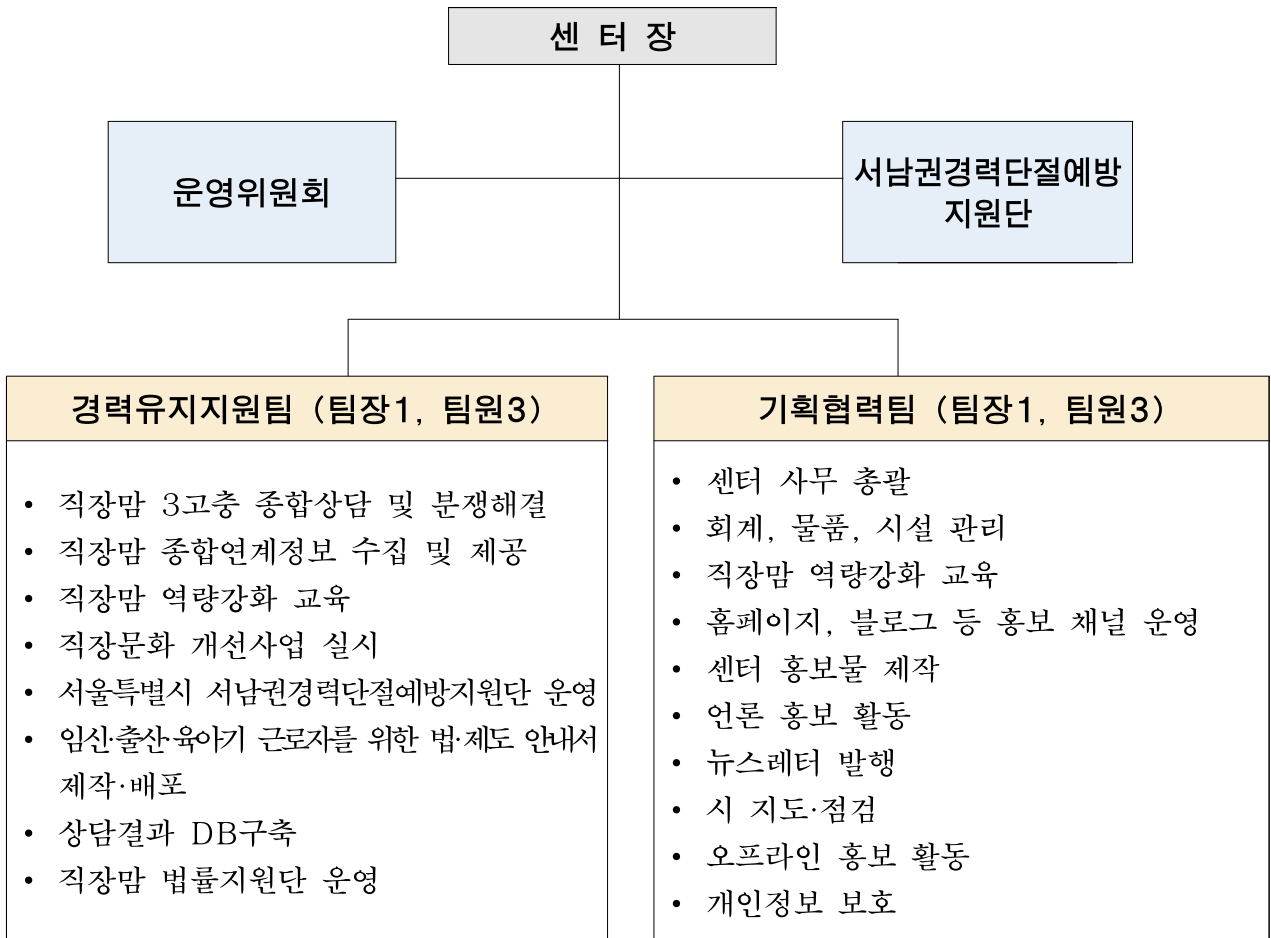 센 터 장
운영위원회
서남권경력단절예방
지원단
경력유지지원팀 (팀장1, 팀원3)
• 직장맘 3고충 종합상담 및 분쟁해결
• 직장맘 종합연계정보 수집 및 제공
• 직장맘 역량강화 교육
• 직장문화 개선사업 실시
• 서울특별시 서남권경력단절예방지원단 운영
• 임산·출산·육아기 근로자를 위한 법·제도 안내서
제작·배포
• 상담결과 DB구축
• 직장맘 법률지원단 운영
기획협력팀 (팀장1, 팀원3)
• 센터 사무 총괄
• 회계, 물품, 시설 관리
• 직장맘 역량강화 교육
• 홈페이지, 블로그 등 홍보 채널 운영
• 센터 홍보물 제작
• 언론 홍보 활동
• 뉴스레터 발행
• 시 지도·점검
• 오프라인 홍보 활동
• 개인정보 보호